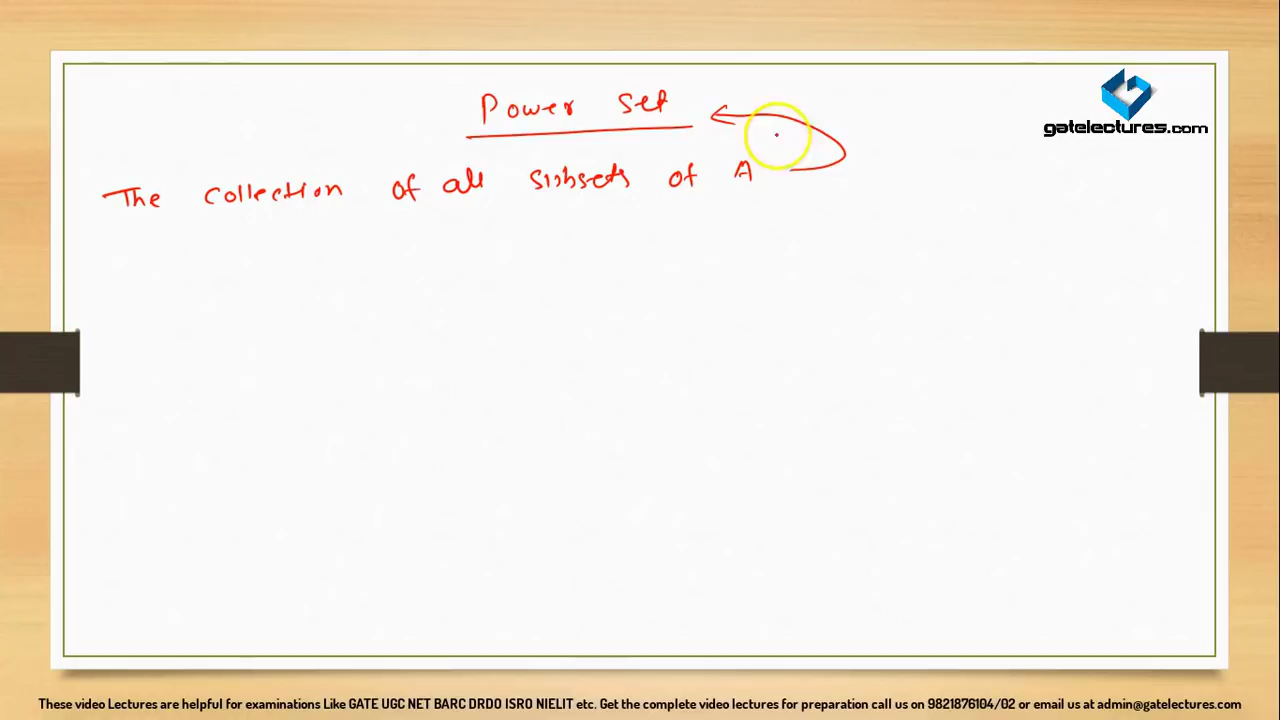 Power Set
gatelectures.com
The collection of all subsets of A
These video Lectures are helpful for examinations Like GATE UGC NET BARC DRDO ISRO NIELIT etc. Get the complete video lectures for preparation call us on 9821876104/02 or email us at admin@gatelectures.com